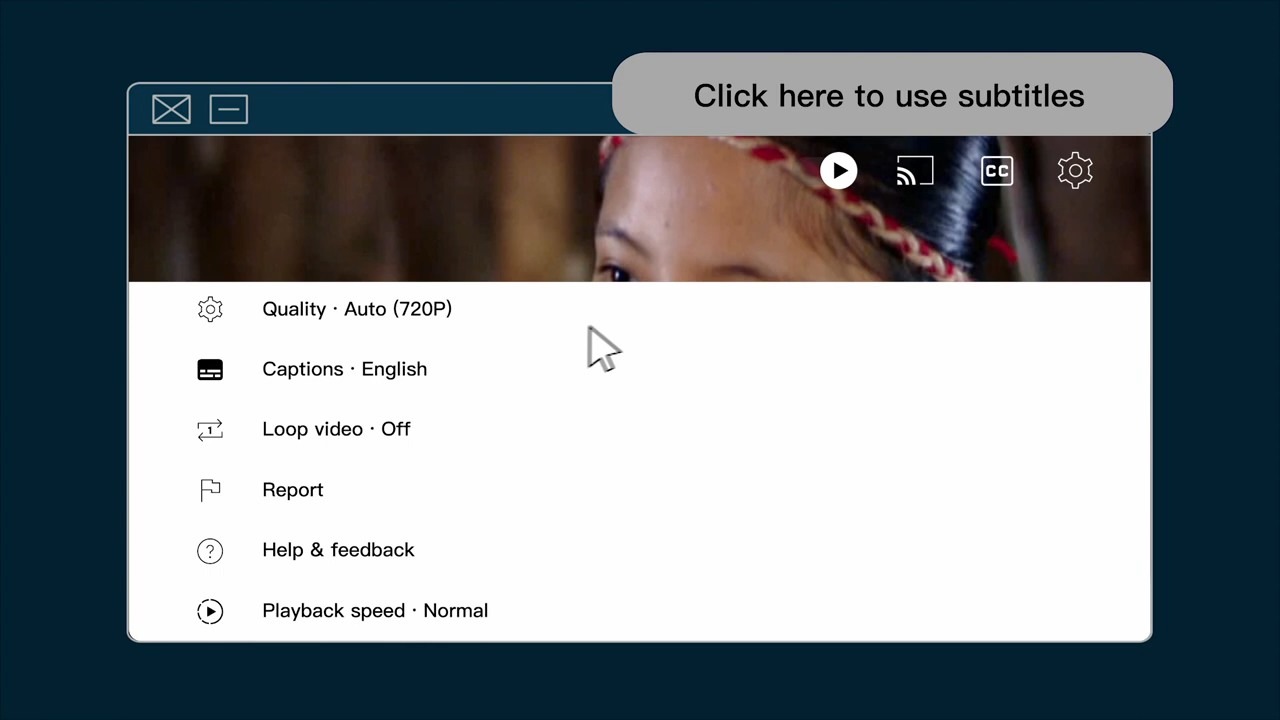 Click here to use subtitles
CC
Quality · Auto (720P)
Captions · English
1
Loop video · Off
Report
?
Help & feedback
Playback speed · Normal